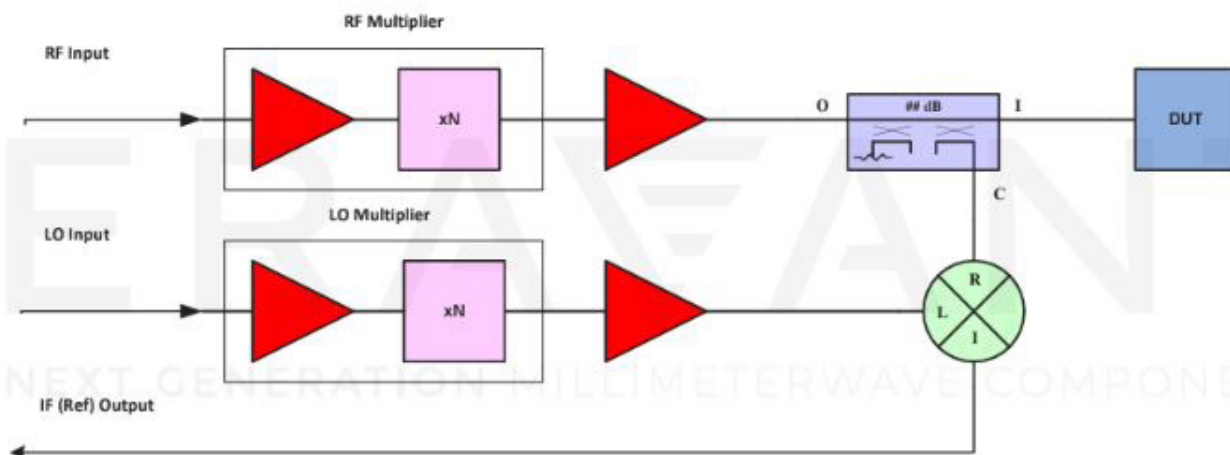 RF Multiplier
RF Input
xN
O
## dB
I
DUT
C
LO Multiplier
LO Input
xN
R
L
I
ERAVAN
NEXT GENERATION MILLIMETERWAVE COMPONE
IF (Ref) Output